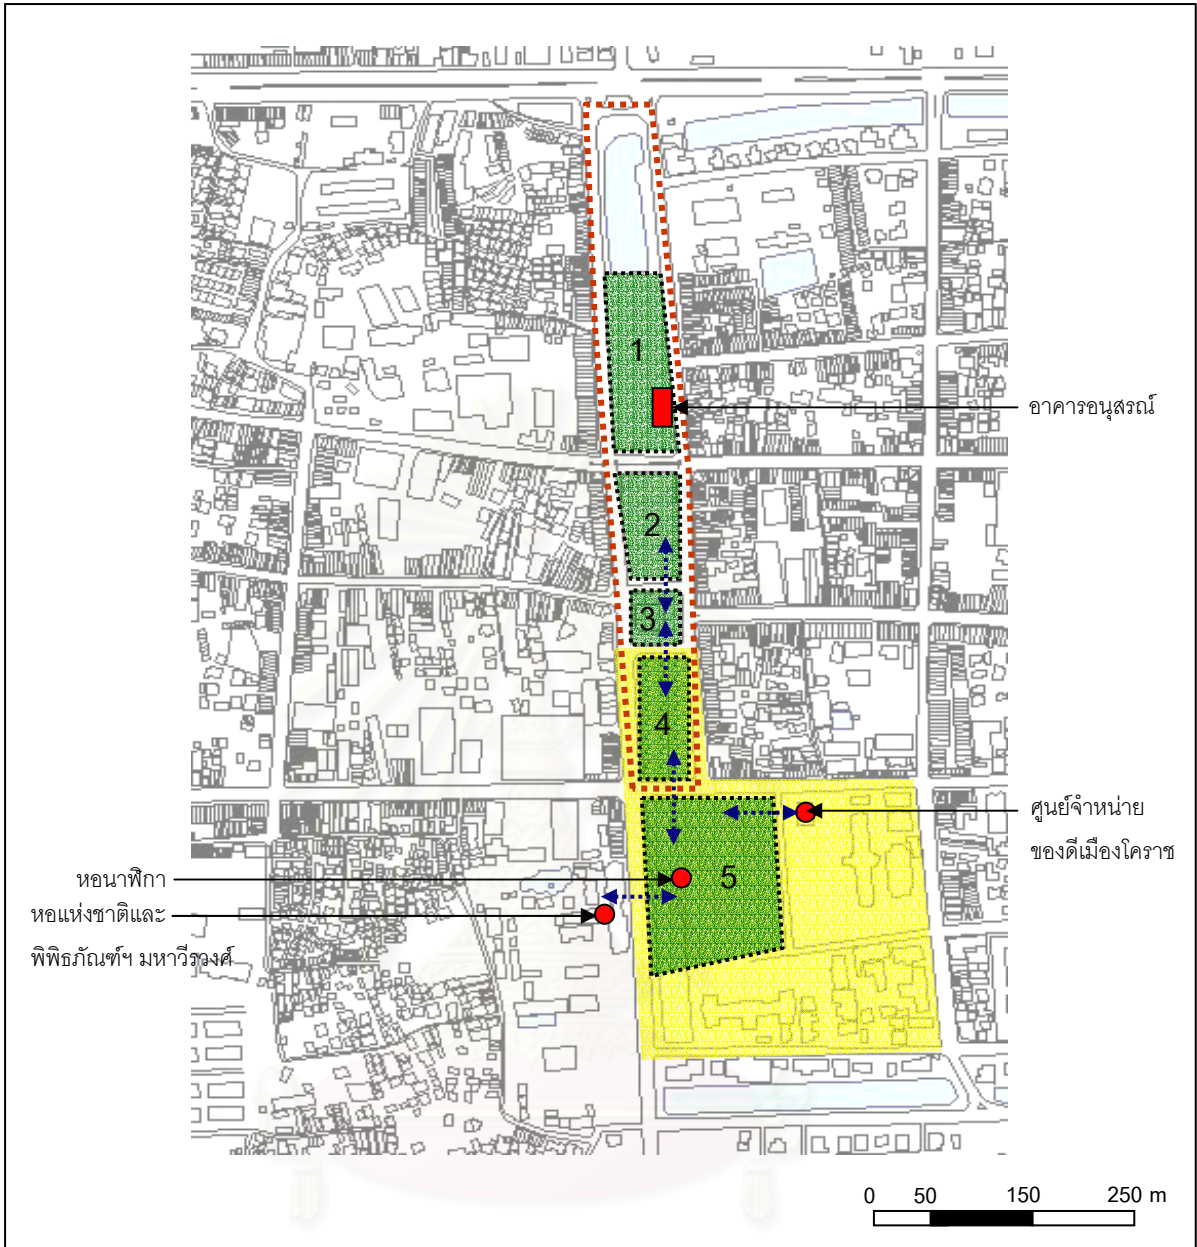 1
อาคารอนุสรณ์
2
3
4
ศูนย์จำหน่าย
ของดีเมืองโคราช
5
หอนาฬิกา
หอแห่งชาติและ
พิพิธภัณฑ์ฯ มหาวีรวงศ์
0 50 150 250 m